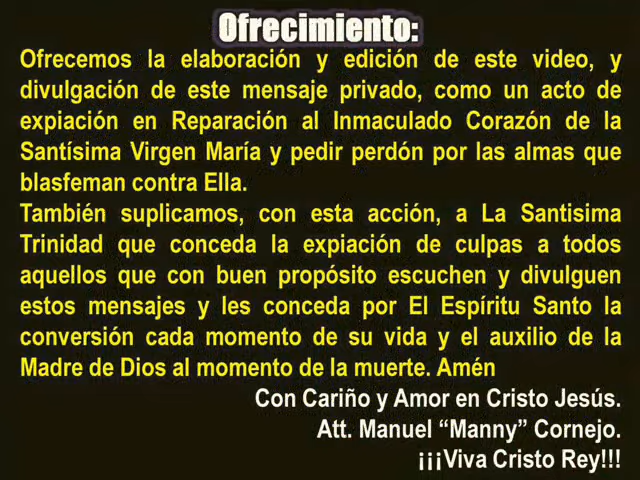 Ofrecimiento:
Ofrecemos la elaboración y edición de este video, y
divulgación de este mensaje privado, como un acto de
expiación en Reparación al Inmaculado Corazón de la
Santísima Virgen María y pedir perdón por las almas que
blasfeman contra Ella.
También suplicamos, con esta acción, a La Santisima
Trinidad que conceda la expiación de culpas a todos
aquellos que con buen propósito escuchen y divulguen
estos mensajes y les conceda por El Espíritu Santo la
conversión cada momento de su vida y el auxilio de la
Madre de Dios al momento de la muerte. Amén
Con Cariño y Amor en Cristo Jesús.
Att. Manuel “Manny” Cornejo.
¡¡¡Viva Cristo Rey!!!